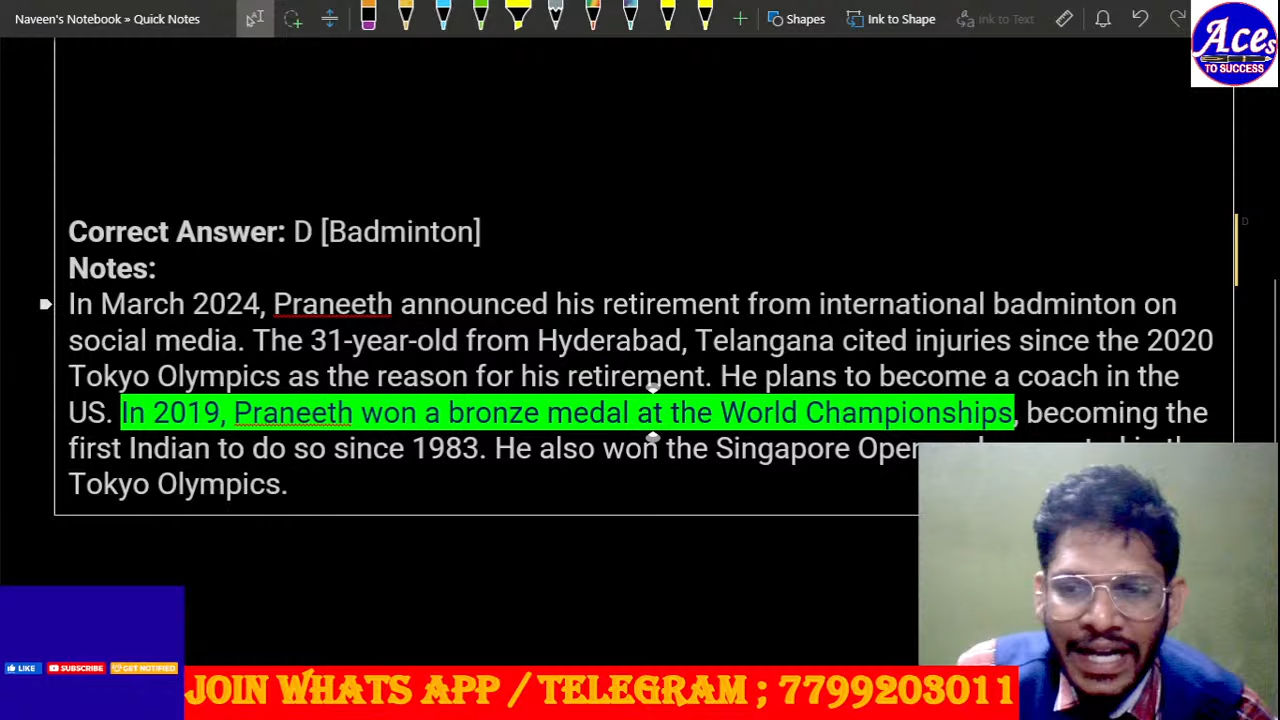 Naveen's Notebook » Quick Notes
Shapes
Ink to Shape
Ink to Text
Aces
TO SUCCESS
D
Correct Answer: D [Badminton]
Notes:
In March 2024, Praneeth announced his retirement from international badminton on
social media. The 31-year-old from Hyderabad, Telangana cited injuries since the 2020
Tokyo Olympics as the reason for his retirement. He plans to become a coach in the
US. In 2019, Praneeth won a bronze medal at the World Championships, becoming the
first Indian to do so since 1983. He also won the Singapore Open
Tokyo Olympics.
LIKE
SUBSCRIBE
GET NOTIFIED
JOIN WHATS APP / TELEGRAM ; 7799203011